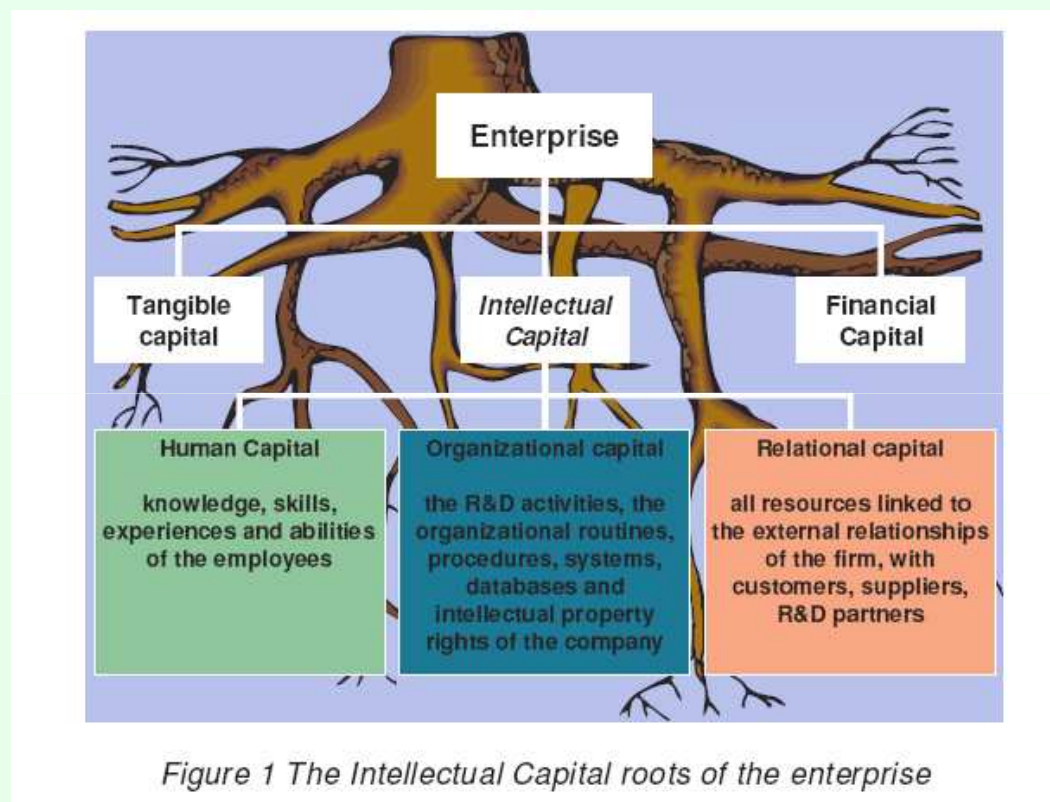 Enterprise
Tangible
capital
Intellectual
Capital
Financial
Capital
Human Capital
knowledge, skills,
experiences and abilities
of the employees
Organizational capital
the R&D activities, the
organizational routines,
procedures, systems,
databases and
intellectual property
rights of the company
Relational capital
all resources linked to
the external relationships
of the firm, with
customers, suppliers,
R&D partners
Figure 1 The Intellectual Capital roots of the enterprise